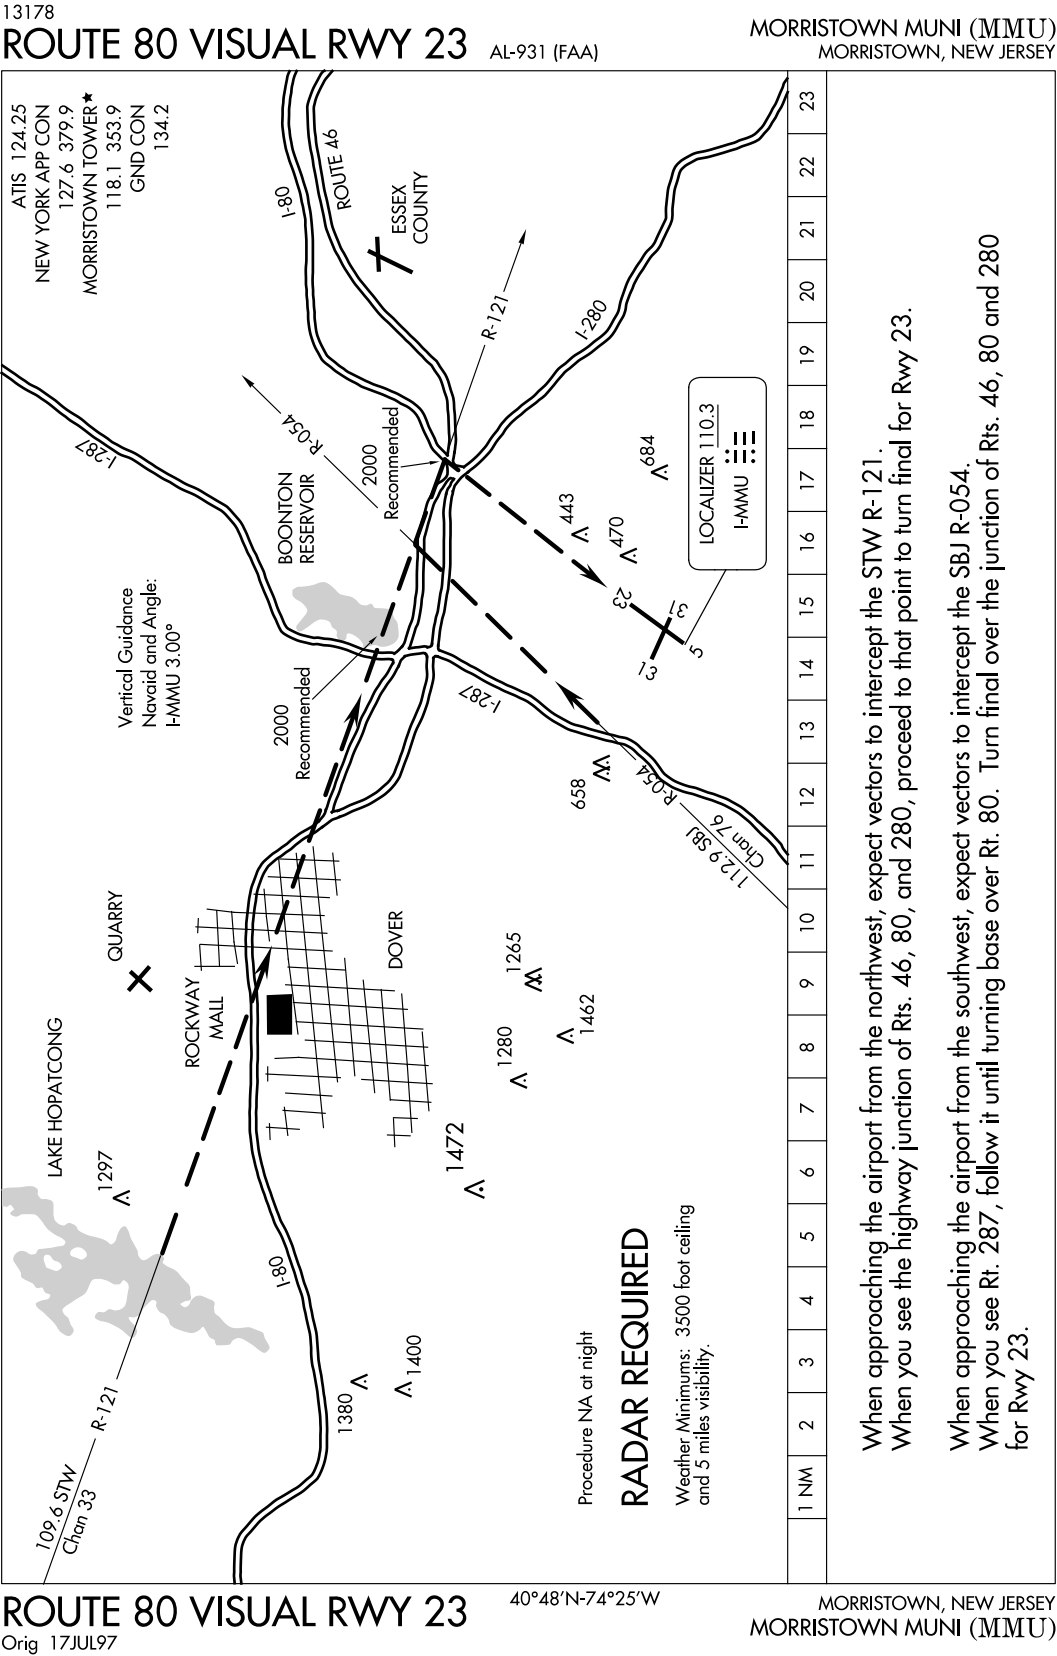 13178
ROUTE 80 VISUAL RWY 23 AL-931 (FAA)
MORRISTOWN MUNI (MMU)
MORRISTOWN, NEW JERSEY
ATIS 124.25
NEW YORK APP CON
127.6 379.9
MORRISTOWN TOWER★
118.1 353.9
GND CON
134.2
I-80
ROUTE 46
ESSEX
COUNTY
R-121
I-280
I-287
R-054
2000
Recommended
BOONTON
RESERVOIR
LOCALIZER 110.3
I-MMU
684
443
470
23
31
13
5
Vertical Guidance
Navaid and Angle:
I-MMU 3.00°
2000
Recommended
I-287
658
R-054
112.9 SBJ
Chan 76
QUARRY
DOVER
ROCKWAY
MALL
1265
1462
1280
LAKE HOPATCONG
1297
1472
I-80
1400
1380
R-121
109.6 STW
Chan 33
Procedure NA at night
RADAR REQUIRED
Weather Minimums: 3500 foot ceiling
and 5 miles visibility.
1 NM 2 3 4 5 6 7 8 9 10 11 12 13 14 15 16 17 18 19 20 21 22 23
When approaching the airport from the northwest, expect vectors to intercept the STW R-121.
When you see the highway junction of Rts. 46, 80, and 280, proceed to that point to turn final for Rwy 23.
When approaching the airport from the southwest, expect vectors to intercept the SBJ R-054.
When you see Rt. 287, follow it until turning base over Rt. 80. Turn final over the junction of Rts. 46, 80 and 280
for Rwy 23.
ROUTE 80 VISUAL RWY 23
Orig 17JUL97
40°48'N-74°25'W
MORRISTOWN, NEW JERSEY
MORRISTOWN MUNI (MMU)